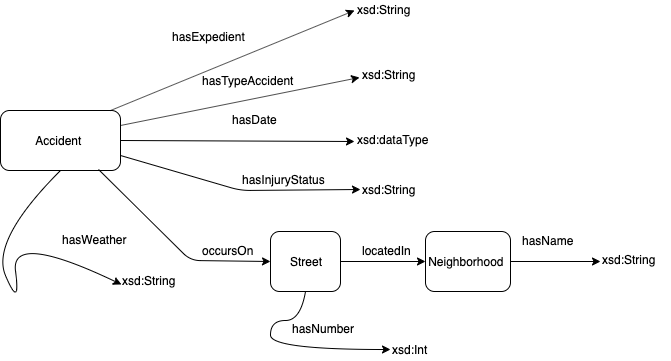 xsd:String
hasExpedient
hasTypeAccident
xsd:String
hasDate
Accident
xsd:dataType
hasInjuryStatus
xsd:String
hasWeather
occursOn
locatedIn
hasName
Street
Neighborhood
xsd:String
xsd:String
hasNumber
xsd:Int